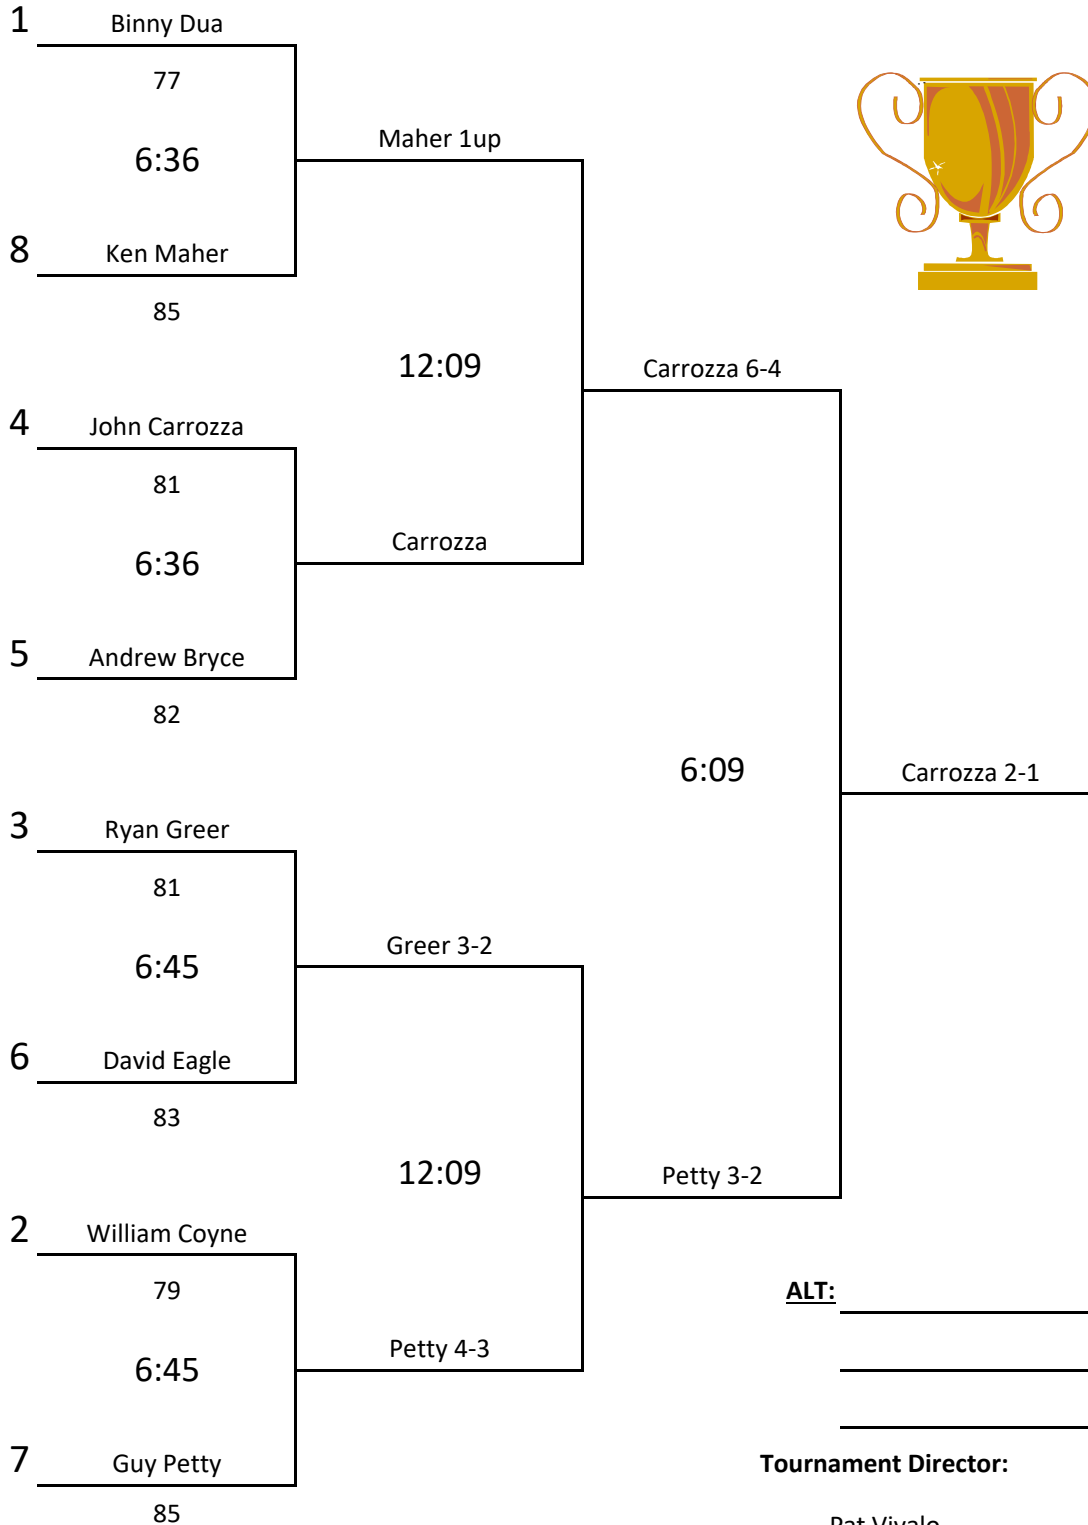 1 Binny Dua
77
6:36
Maher 1up
8 Ken Maher
85
12:09
Carrozza 6-4
4 John Carrozza
81
6:36
Carrozza
5 Andrew Bryce
82
6:09
Carrozza 2-1
3 Ryan Greer
81
6:45
Greer 3-2
6 David Eagle
83
12:09
Petty 3-2
2 William Coyne
79
6:45
Petty 4-3
7 Guy Petty
85
ALT:
Tournament Director:
Pat Vivalo